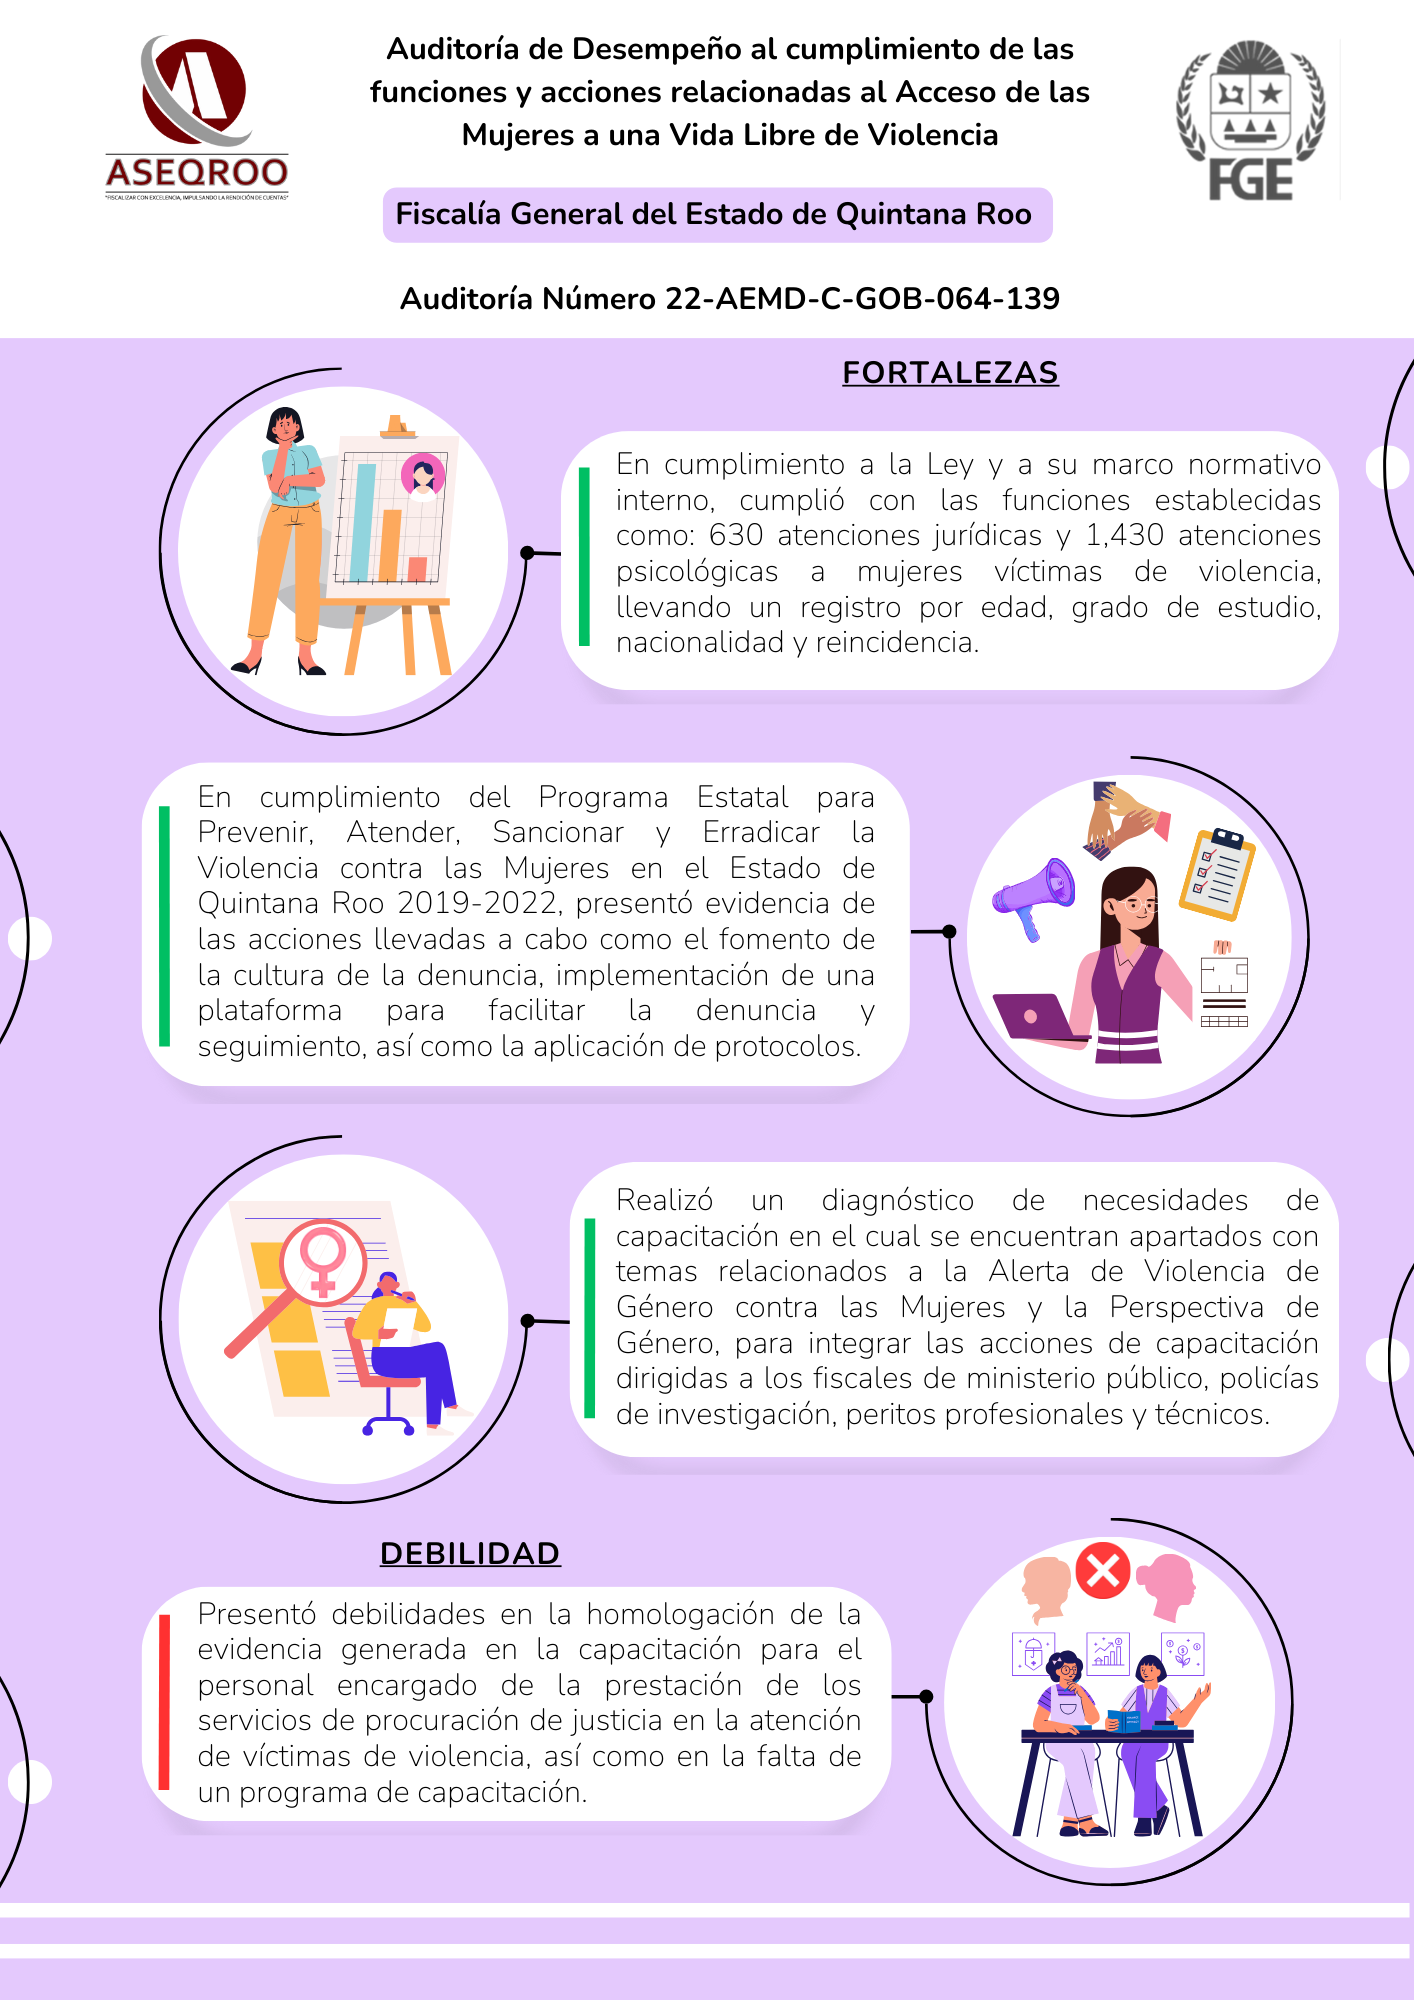 Auditoría de Desempeño al cumplimiento de las
funciones y acciones relacionadas al Acceso de las
Mujeres a una Vida Libre de Violencia
ASEQROO
"FISCALIZAR CON EXCELENCIA, IMPULSANDO LA RENDICIÓN DE CUENTAS"
FGE
Fiscalía General del Estado de Quintana Roo
Auditoría Número 22-AEMD-C-GOB-064-139
FORTALEZAS
En cumplimiento a la Ley y a su marco normativo
interno, cumplió con las funciones establecidas
como: 630 atenciones jurídicas y 1,430 atenciones
psicológicas a mujeres víctimas de violencia,
llevando un registro por edad, grado de estudio,
nacionalidad y reincidencia.
En cumplimiento del Programa Estatal para
Prevenir, Atender, Sancionar y Erradicar la
Violencia contra las Mujeres en el Estado de
Quintana Roo 2019-2022, presentó evidencia de
las acciones llevadas a cabo como el fomento de
la cultura de la denuncia, implementación de una
plataforma para facilitar la denuncia y
seguimiento, así como la aplicación de protocolos.
Realizó un diagnóstico de necesidades de
capacitación en el cual se encuentran apartados con
temas relacionados a la Alerta de Violencia de
Género contra las Mujeres y la Perspectiva de
Género, para integrar las acciones de capacitación
dirigidas a los fiscales de ministerio público, policías
de investigación, peritos profesionales y técnicos.
DEBILIDAD
Presentó debilidades en la homologación de la
evidencia generada en la capacitación para el
personal encargado de la prestación de los
servicios de procuración de justicia en la atención
de víctimas de violencia, así como en la falta de
un programa de capacitación.